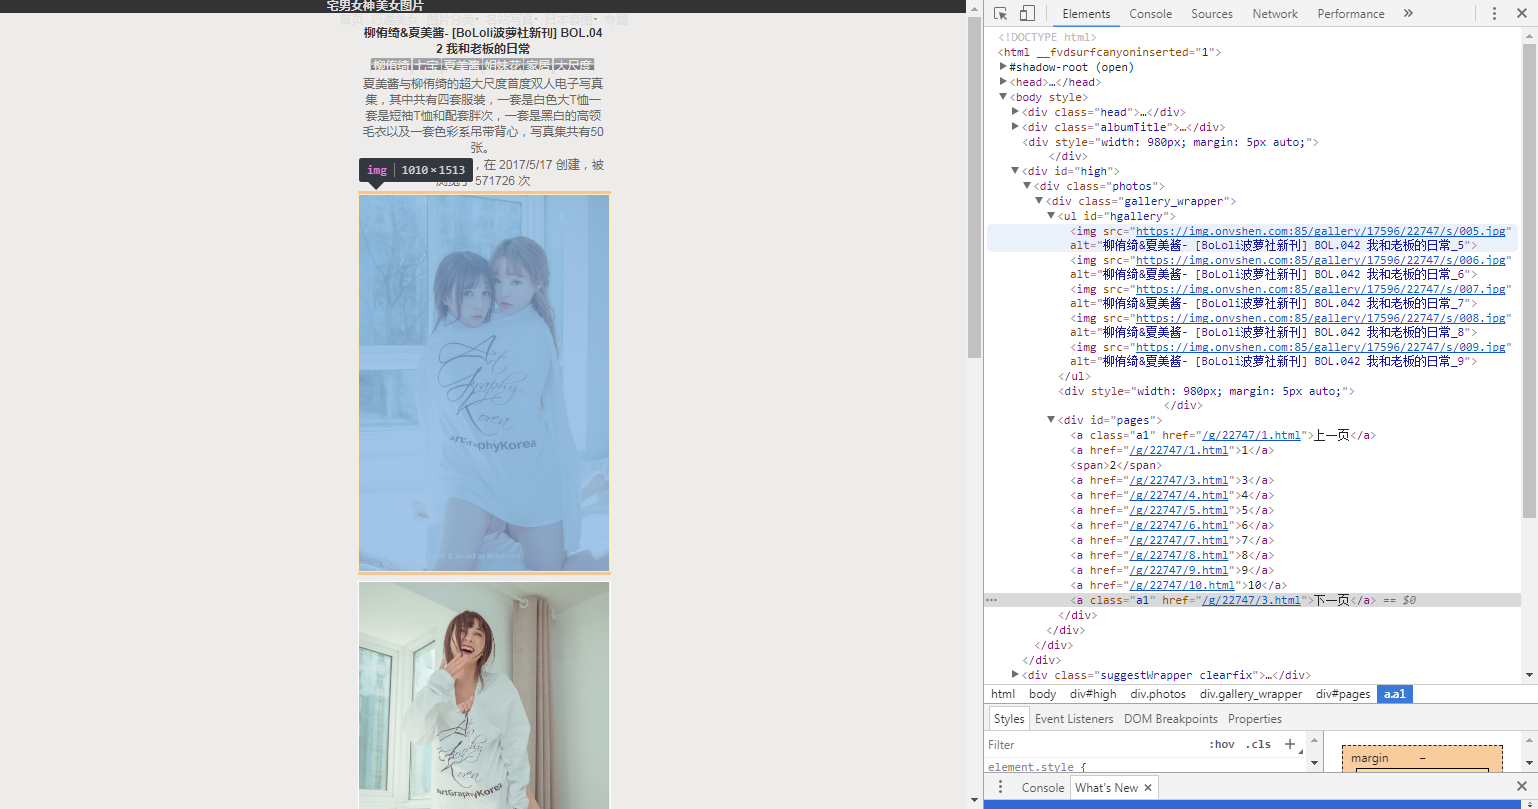 宅男女神美女图片
首页 巧遇美女 图片分类· 名站写真· 日本套图· 专题
柳侑绮&夏美酱- [BoLoli波萝社新刊] BOL.04
2 我和老板的日常
柳侑绮 士宝 夏美酱 姐妹花 家居 大尺度
夏美酱与柳侑绮的超大尺度首度双人电子写真
集，其中共有四套服装，一套是白色大T恤一
套是短袖T恤和配套胖次，一套是黑白的高领
毛衣以及一套色彩系吊带背心，写真集共有50
张。
，在 2017/5/17 创建，被
571726 次
img 1010×1513
ArtGraphyKorea
ArtGraphyKorea
Elements Console Sources Network Performance »
<!DOCTYPE html>
<html __fvdsurfcanyoninserted="1">
▶#shadow-root (open)
▶<head>…</head>
▼<body style>
▶<div class="head">…</div>
▶<div class="albumTitle">…</div>
<div style="width: 980px; margin: 5px auto;">
</div>
▼<div id="high">
▼<div class="photos">
▼<div class="gallery_wrapper">
▼<ul id="hgallery">
<img src="https://img.onvshen.com:85/gallery/17596/22747/s/005.jpg"
alt="柳侑绮&夏美酱- [BoLoli波萝社新刊] BOL.042 我和老板的日常_5">
<img src="https://img.onvshen.com:85/gallery/17596/22747/s/006.jpg"
alt="柳侑绮&夏美酱- [BoLoli波萝社新刊] BOL.042 我和老板的日常_6">
<img src="https://img.onvshen.com:85/gallery/17596/22747/s/007.jpg"
alt="柳侑绮&夏美酱- [BoLoli波萝社新刊] BOL.042 我和老板的日常_7">
<img src="https://img.onvshen.com:85/gallery/17596/22747/s/008.jpg"
alt="柳侑绮&夏美酱- [BoLoli波萝社新刊] BOL.042 我和老板的日常_8">
<img src="https://img.onvshen.com:85/gallery/17596/22747/s/009.jpg"
alt="柳侑绮&夏美酱- [BoLoli波萝社新刊] BOL.042 我和老板的日常_9">
</ul>
<div style="width: 980px; margin: 5px auto;">
</div>
▼<div id="pages">
<a class="a1" href="/g/22747/1.html">上一页</a>
<a href="/g/22747/1.html">1</a>
<span>2</span>
<a href="/g/22747/3.html">3</a>
<a href="/g/22747/4.html">4</a>
<a href="/g/22747/5.html">5</a>
<a href="/g/22747/6.html">6</a>
<a href="/g/22747/7.html">7</a>
<a href="/g/22747/8.html">8</a>
<a href="/g/22747/9.html">9</a>
<a href="/g/22747/10.html">10</a>
<a class="a1" href="/g/22747/3.html">下一页</a> == $0
</div>
</div>
</div>
</div>
▶<div class="suggestWrapper clearfix">…</div>
html body div#high div.photos div.gallery_wrapper div#pages a.a1
Styles Event Listeners DOM Breakpoints Properties
Filter :hov .cls +
element.style {
margin –
Console What's New ×